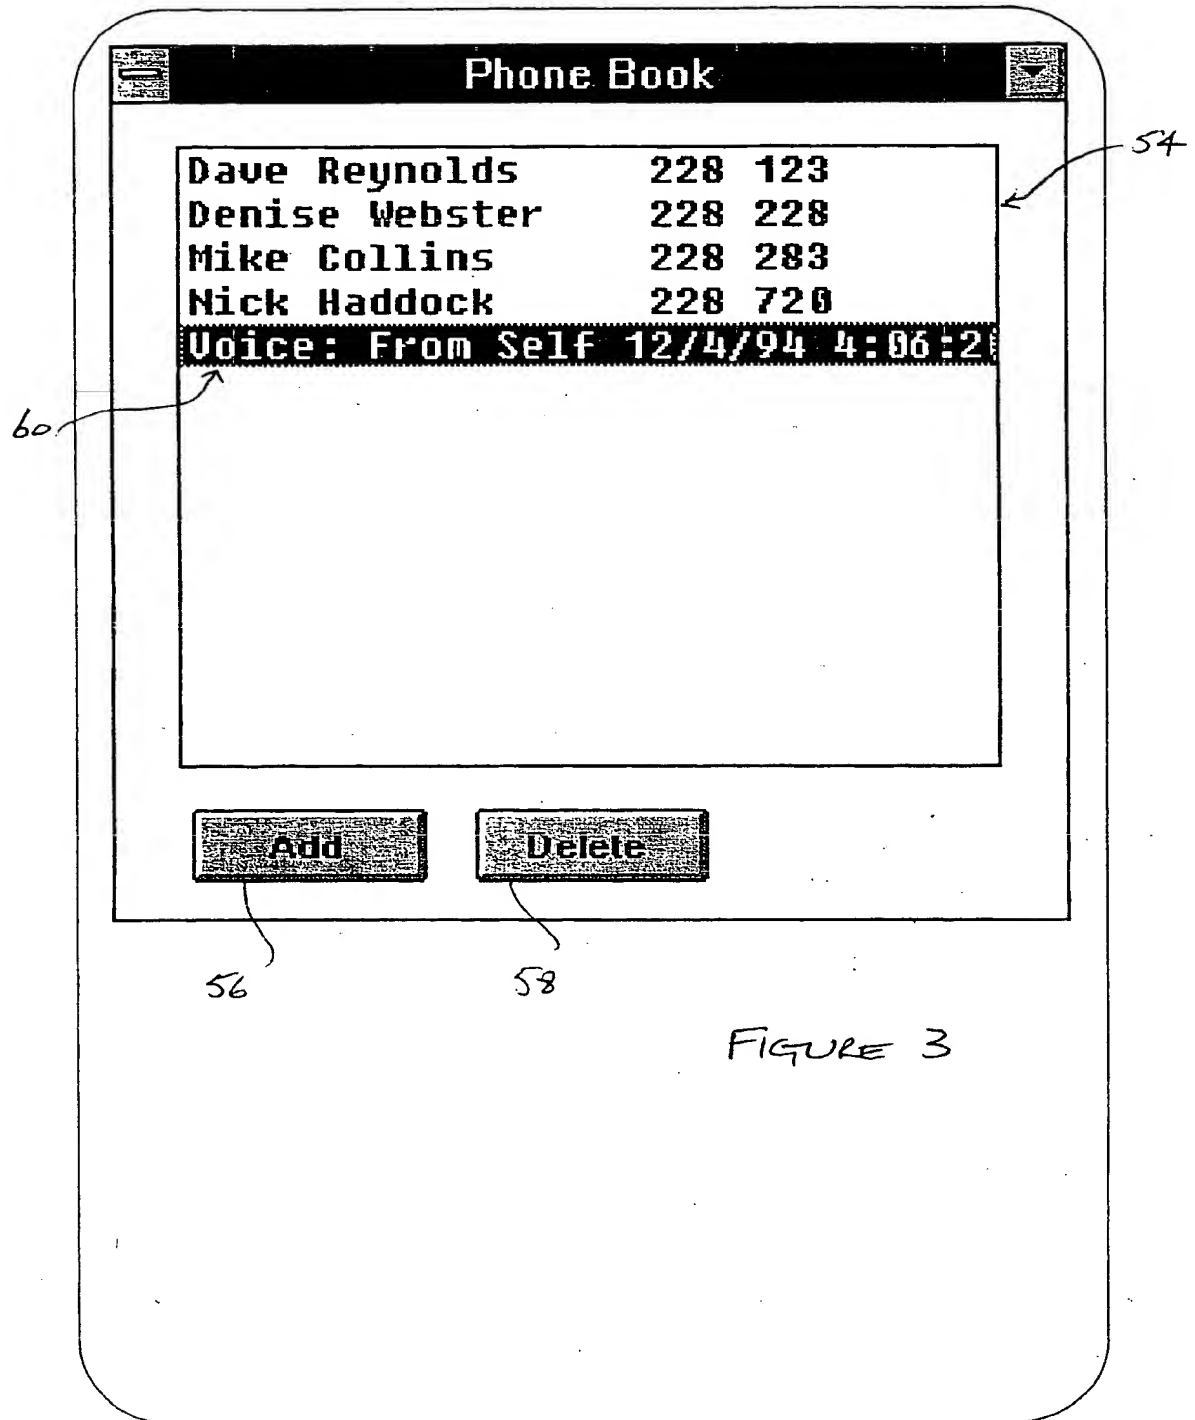 Phone Book
54
Dave Reynolds 228 123
Denise Webster 228 228
Mike Collins 228 283
Nick Haddock 228 720
Voice: From Self 12/4/94 4:06:2
60
Add Delete
56 58
FIGURE 3